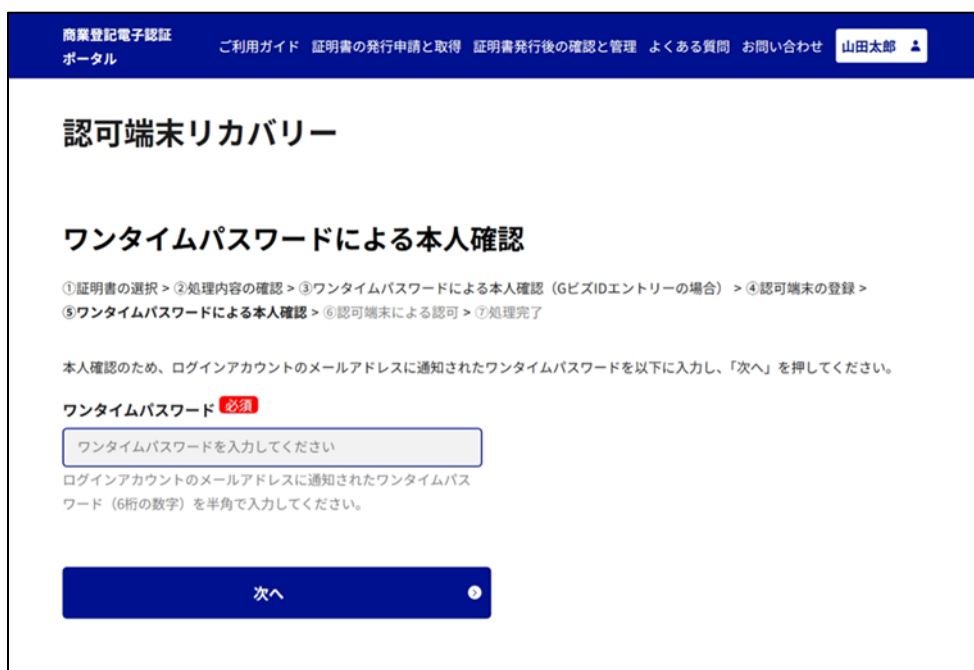 商業登記電子認証
ポータル
ご利用ガイド 証明書の発行申請と取得 証明書発行後の確認と管理 よくある質問 お問い合わせ 山田太郎
認可端末リカバリー
ワンタイムパスワードによる本人確認
①証明書の選択 > ②処理内容の確認 > ③ワンタイムパスワードによる本人確認（GビズIDエントリーの場合） > ④認可端末の登録 >
⑤ワンタイムパスワードによる本人確認 > ⑥認可端末による認可 > ⑦処理完了
本人確認のため、ログインアカウントのメールアドレスに通知されたワンタイムパスワードを以下に入力し、「次へ」を押してください。
ワンタイムパスワード 必須
ワンタイムパスワードを入力してください
ログインアカウントのメールアドレスに通知されたワンタイムパス
ワード（6桁の数字）を半角で入力してください。
次へ